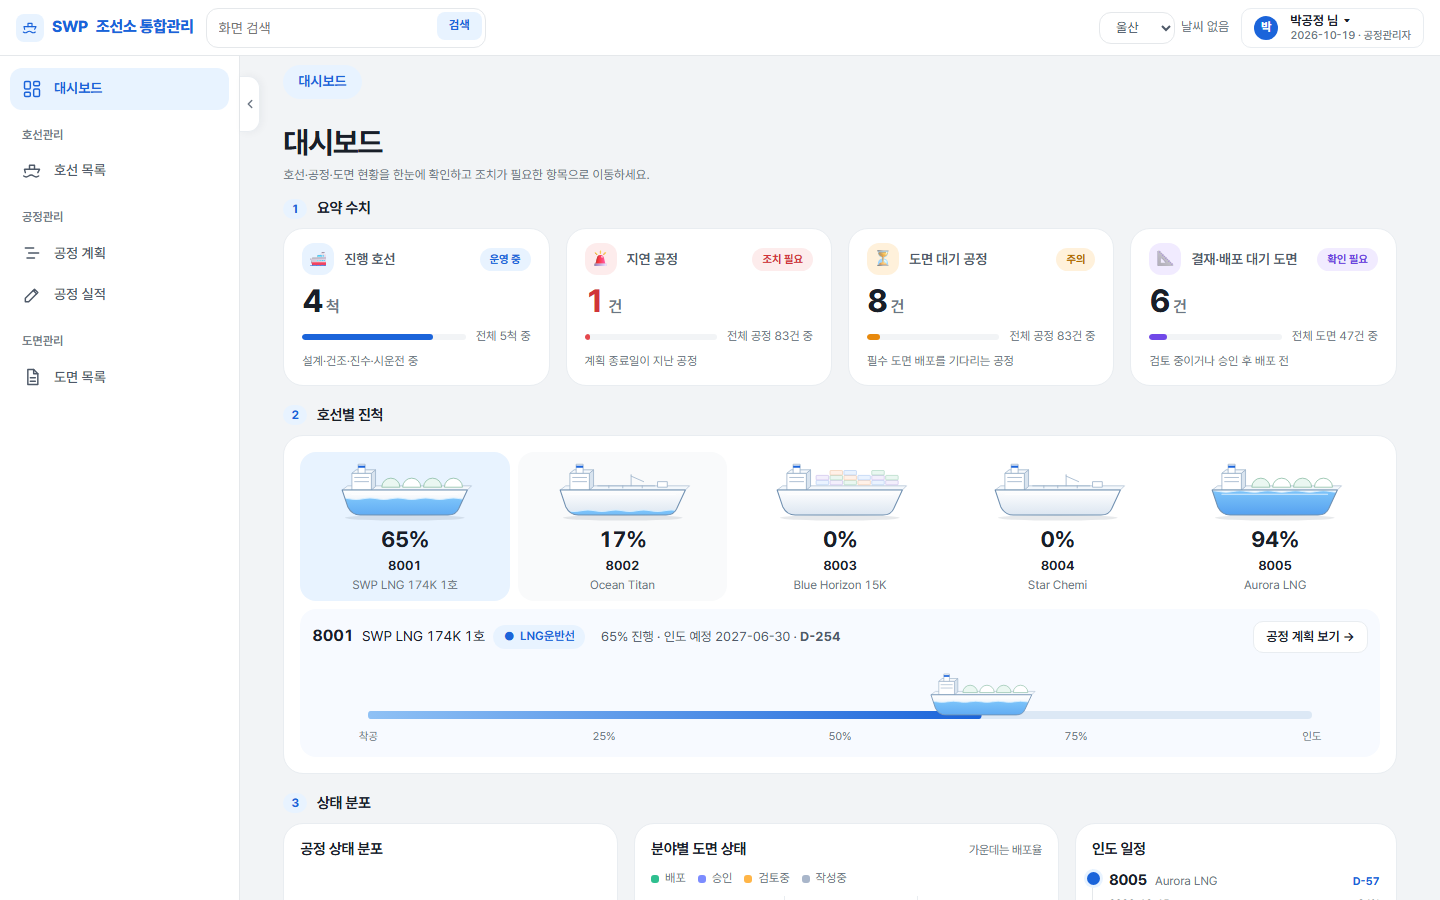 SWP 조선소 통합관리
화면 검색
검색
울산
날씨 없음
박
박공정 님
2026-10-19 · 공정관리자
대시보드
호선관리
호선 목록
공정관리
공정 계획
공정 실적
도면관리
도면 목록
대시보드
대시보드
호선·공정·도면 현황을 한눈에 확인하고 조치가 필요한 항목으로 이동하세요.
1 요약 수치
진행 호선 운영 중
4 척
전체 5척 중
설계·건조·진수·시운전 중
지연 공정 조치 필요
1 건
전체 공정 83건 중
계획 종료일이 지난 공정
도면 대기 공정 주의
8 건
전체 공정 83건 중
필수 도면 배포를 기다리는 공정
결재·배포 대기 도면 확인 필요
6 건
전체 도면 47건 중
검토 중이거나 승인 후 배포 전
2 호선별 진척
65%
8001
SWP LNG 174K 1호
17%
8002
Ocean Titan
0%
8003
Blue Horizon 15K
0%
8004
Star Chemi
94%
8005
Aurora LNG
8001 SWP LNG 174K 1호 LNG운반선 65% 진행 · 인도 예정 2027-06-30 · D-254
공정 계획 보기 →
착공 25% 50% 75% 인도
3 상태 분포
공정 상태 분포
분야별 도면 상태 가운데는 배포율
배포 승인 검토중 작성중
인도 일정
8005 Aurora LNG D-57